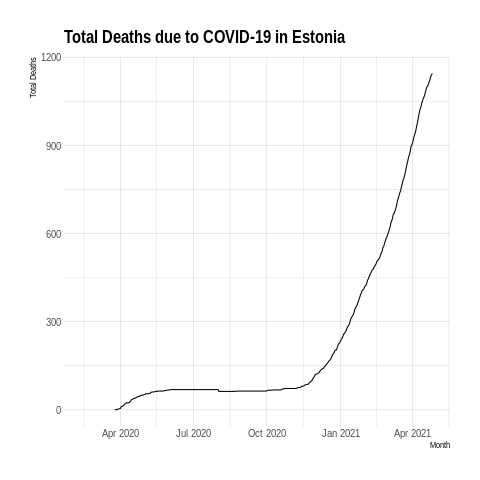 Total Deaths due to COVID-19 in Estonia
Total Deaths
1200
900
600
300
0
Apr 2020 Jul 2020 Oct 2020 Jan 2021 Apr 2021
Month